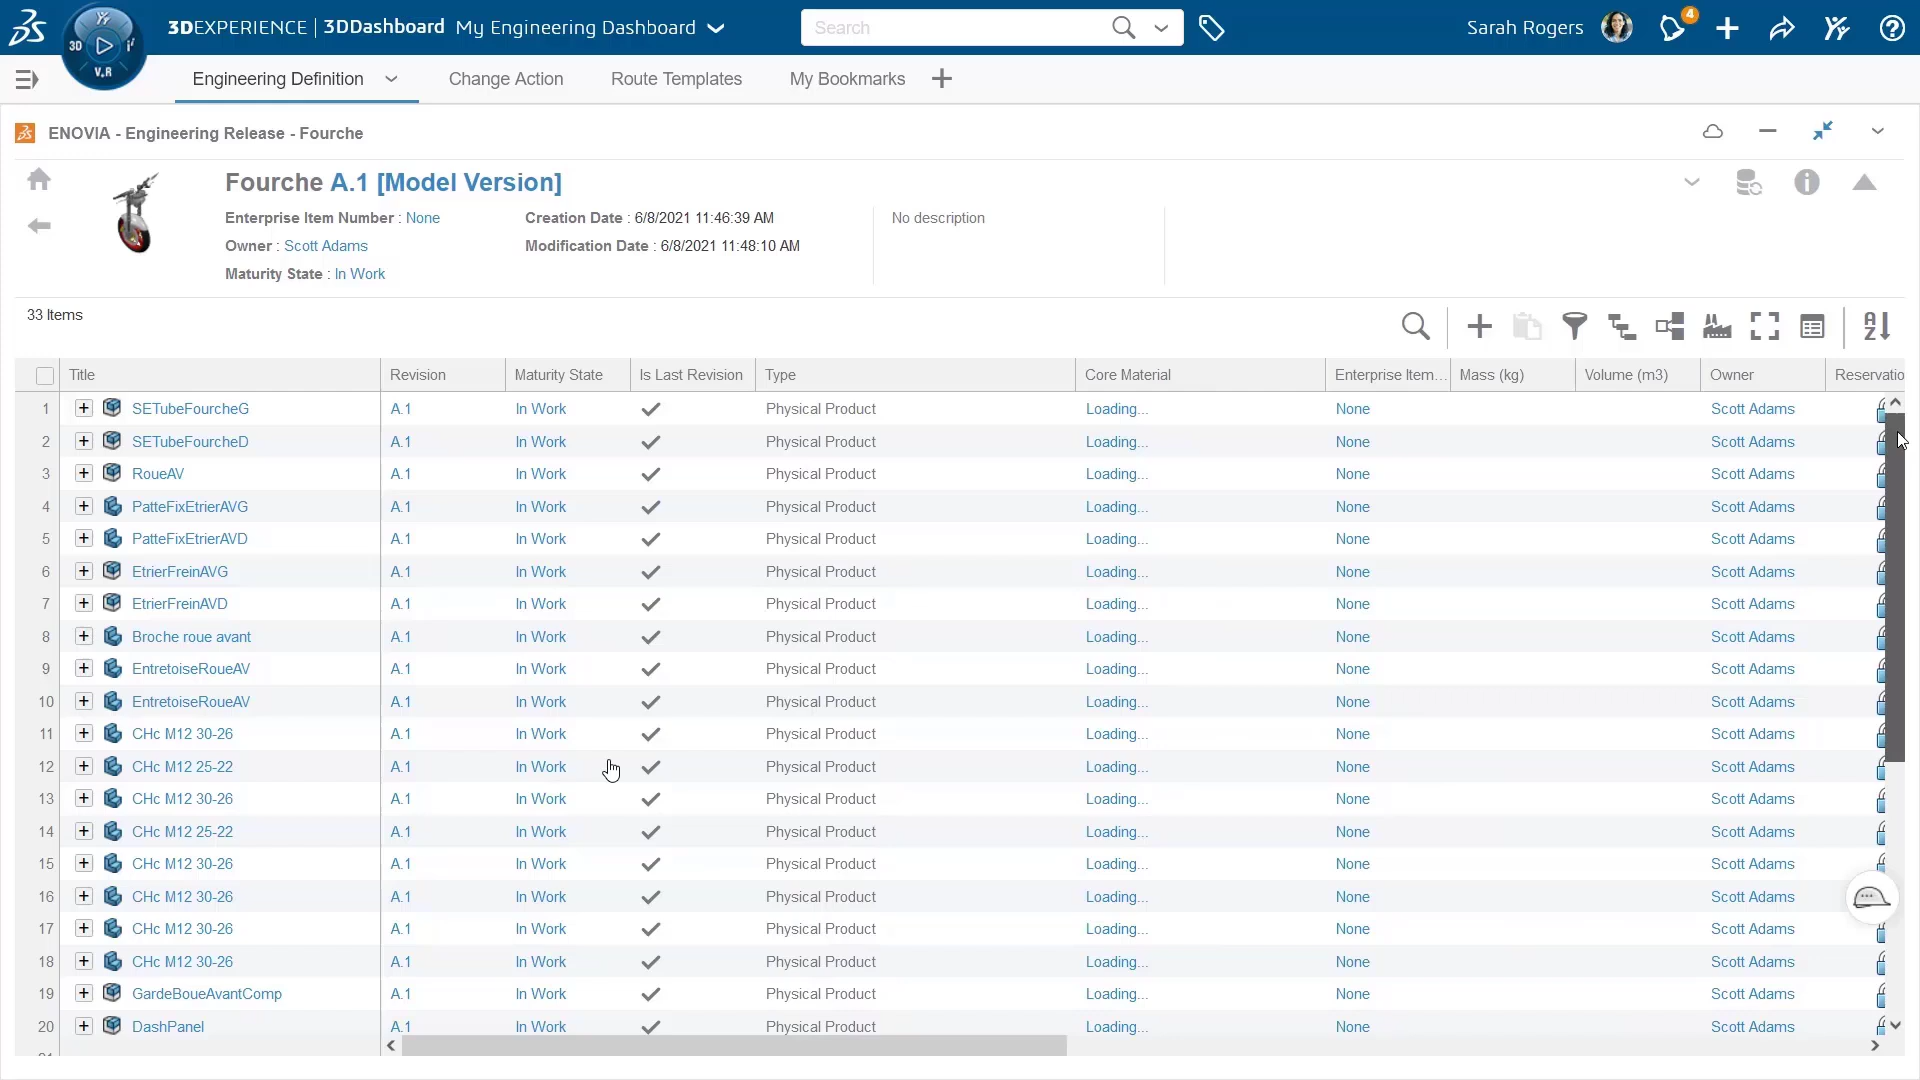 3DEXPERIENCE | 3DDashboard My Engineering Dashboard
Search
Sarah Rogers
4
3D
V.R
Engineering Definition
Change Action
Route Templates
My Bookmarks
ENOVIA - Engineering Release - Fourche
Fourche A.1 [Model Version]
Enterprise Item Number : None
Creation Date : 6/8/2021 11:46:39 AM
No description
Owner : Scott Adams
Modification Date : 6/8/2021 11:48:10 AM
Maturity State : In Work
33 Items
Title Revision Maturity State Is Last Revision Type Core Material Enterprise Item... Mass (kg) Volume (m3) Owner Reservatio
1 SETubeFourcheG A.1 In Work Physical Product Loading... None Scott Adams
2 SETubeFourcheD A.1 In Work Physical Product Loading... None Scott Adams
3 RoueAV A.1 In Work Physical Product Loading... None Scott Adams
4 PatteFixEtrierAVG A.1 In Work Physical Product Loading... None Scott Adams
5 PatteFixEtrierAVD A.1 In Work Physical Product Loading... None Scott Adams
6 EtrierFreinAVG A.1 In Work Physical Product Loading... None Scott Adams
7 EtrierFreinAVD A.1 In Work Physical Product Loading... None Scott Adams
8 Broche roue avant A.1 In Work Physical Product Loading... None Scott Adams
9 EntretoiseRoueAV A.1 In Work Physical Product Loading... None Scott Adams
10 EntretoiseRoueAV A.1 In Work Physical Product Loading... None Scott Adams
11 CHc M12 30-26 A.1 In Work Physical Product Loading... None Scott Adams
12 CHc M12 25-22 A.1 In Work Physical Product Loading... None Scott Adams
13 CHc M12 30-26 A.1 In Work Physical Product Loading... None Scott Adams
14 CHc M12 25-22 A.1 In Work Physical Product Loading... None Scott Adams
15 CHc M12 30-26 A.1 In Work Physical Product Loading... None Scott Adams
16 CHc M12 30-26 A.1 In Work Physical Product Loading... None Scott Adams
17 CHc M12 30-26 A.1 In Work Physical Product Loading... None Scott Adams
18 CHc M12 30-26 A.1 In Work Physical Product Loading... None Scott Adams
19 GardeBoueAvantComp A.1 In Work Physical Product Loading... None Scott Adams
20 DashPanel A.1 In Work Physical Product Loading... None Scott Adams